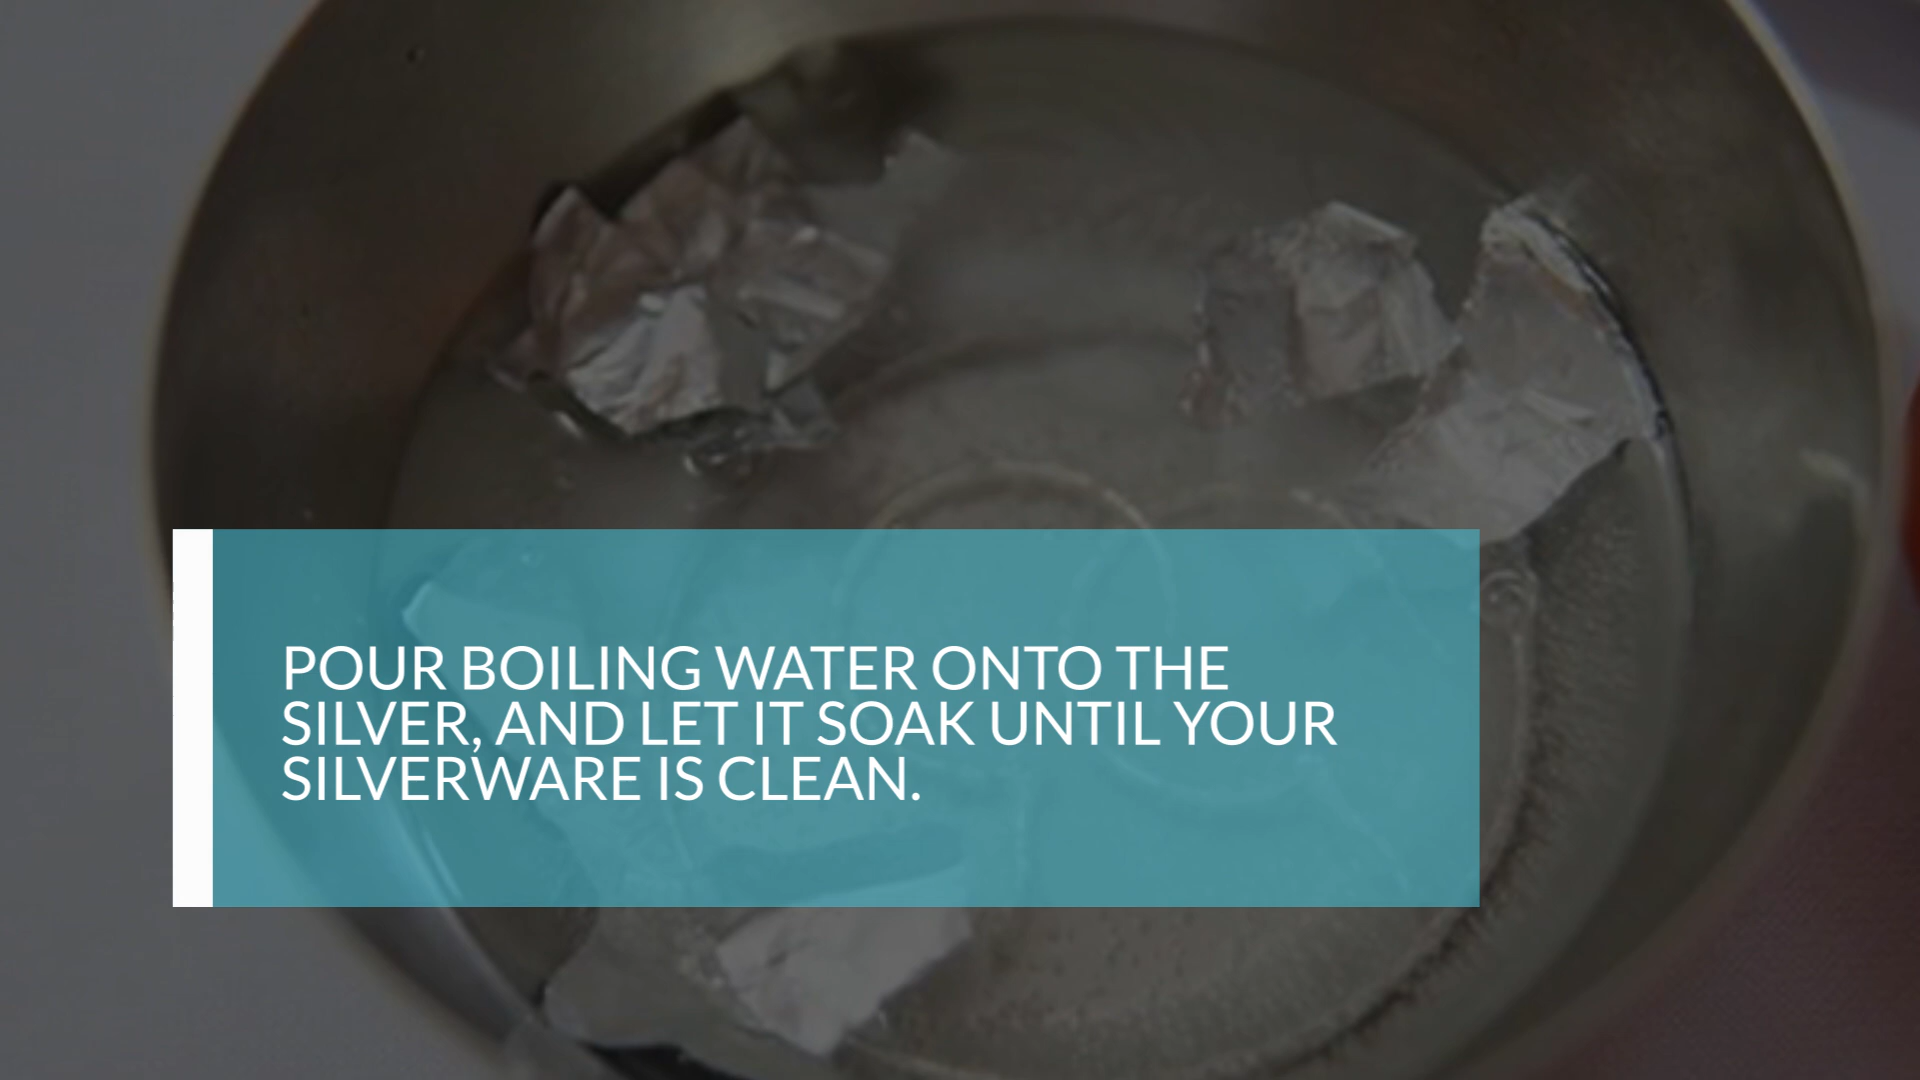 POUR BOILING WATER ONTO THE
SILVER, AND LET IT SOAK UNTIL YOUR
SILVERWARE IS CLEAN.